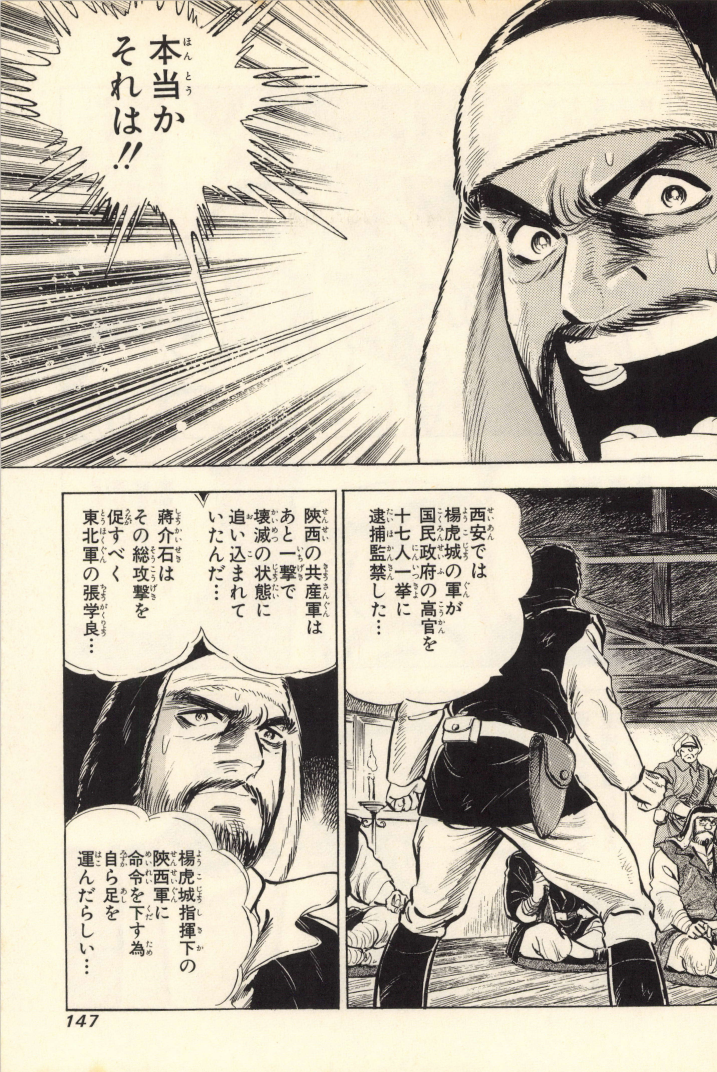 本当か
それは!!
西安では
楊虎城の軍が
国民政府の高官を
十七人一挙に
逮捕監禁した…
陝西の共産軍は
あと一撃で
壊滅の状態に
追い込まれて
いたんだ…
蔣介石は
その総攻撃を
促すべく
東北軍の張学良…
楊虎城指揮下の
陝西軍に
命令を下す為
自ら足を
運んだらしい…
147